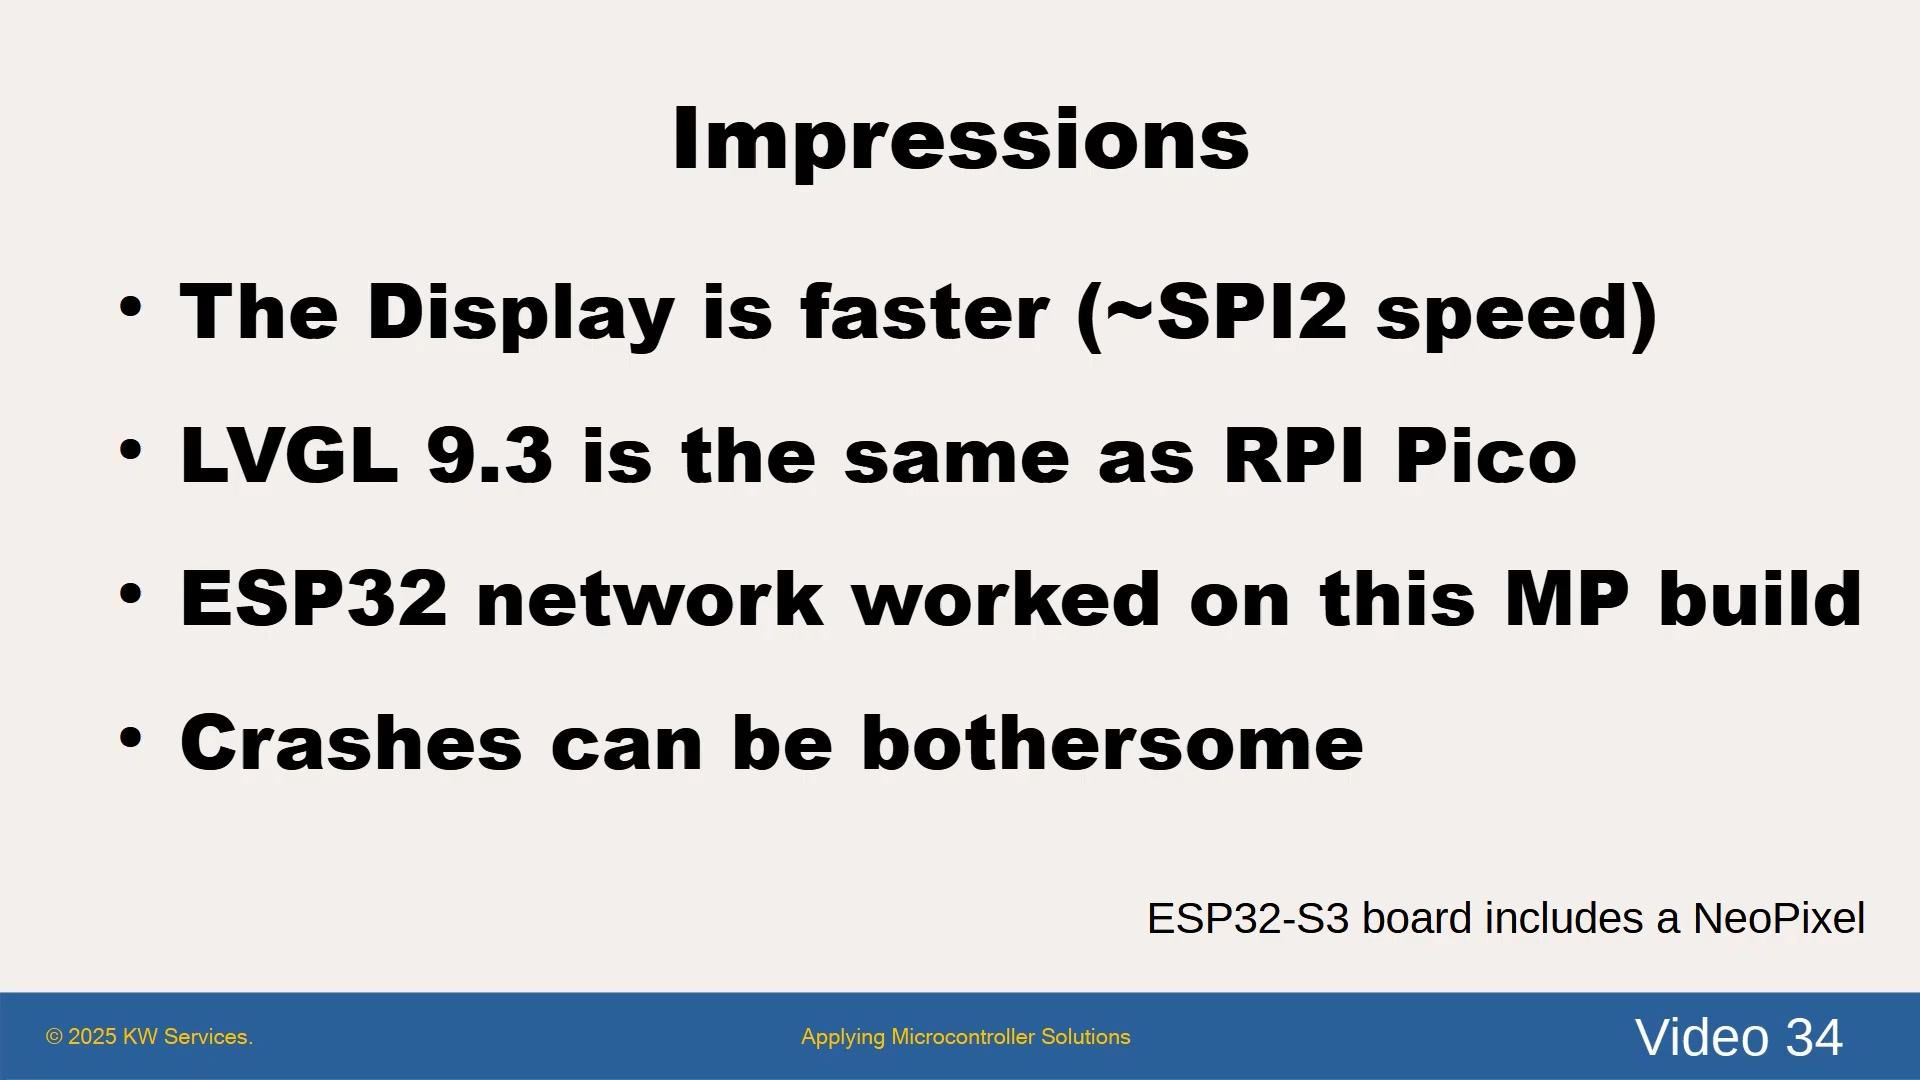 Impressions
• The Display is faster (~SPI2 speed)
• LVGL 9.3 is the same as RPI Pico
• ESP32 network worked on this MP build
• Crashes can be bothersome
ESP32-S3 board includes a NeoPixel
© 2025 KW Services.
Applying Microcontroller Solutions
Video 34